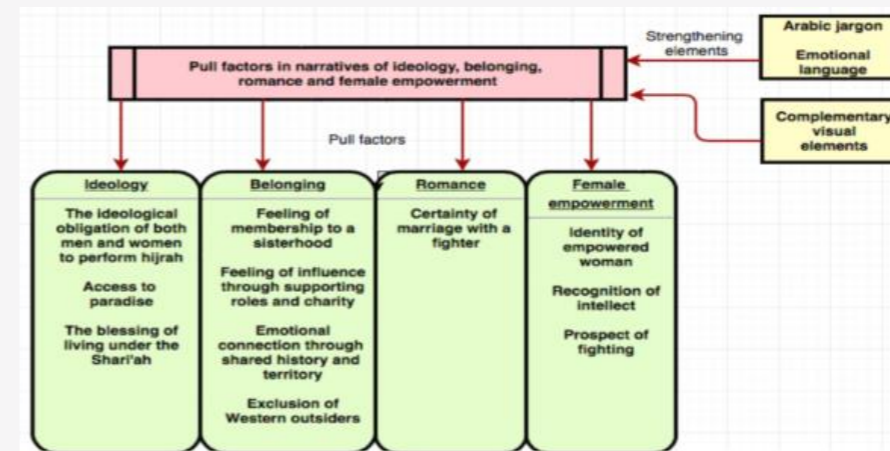 Arabic jargon
Emotional
language
Strengthening
elements
Pull factors in narratives of ideology, belonging,
romance and female empowerment
Complementary
visual
elements
Pull factors
Ideology
The ideological
obligation of both
men and women
to perform hijrah
Access to
paradise
The blessing of
living under the
Shari'ah
Belonging
Feeling of
membership to a
sisterhood
Feeling of influence
through supporting
roles and charity
Emotional
connection through
shared history and
territory
Exclusion of
Western outsiders
Romance
Certainty of
marriage with a
fighter
Female
empowerment
Identity of
empowered
woman
Recognition of
intellect
Prospect of
fighting